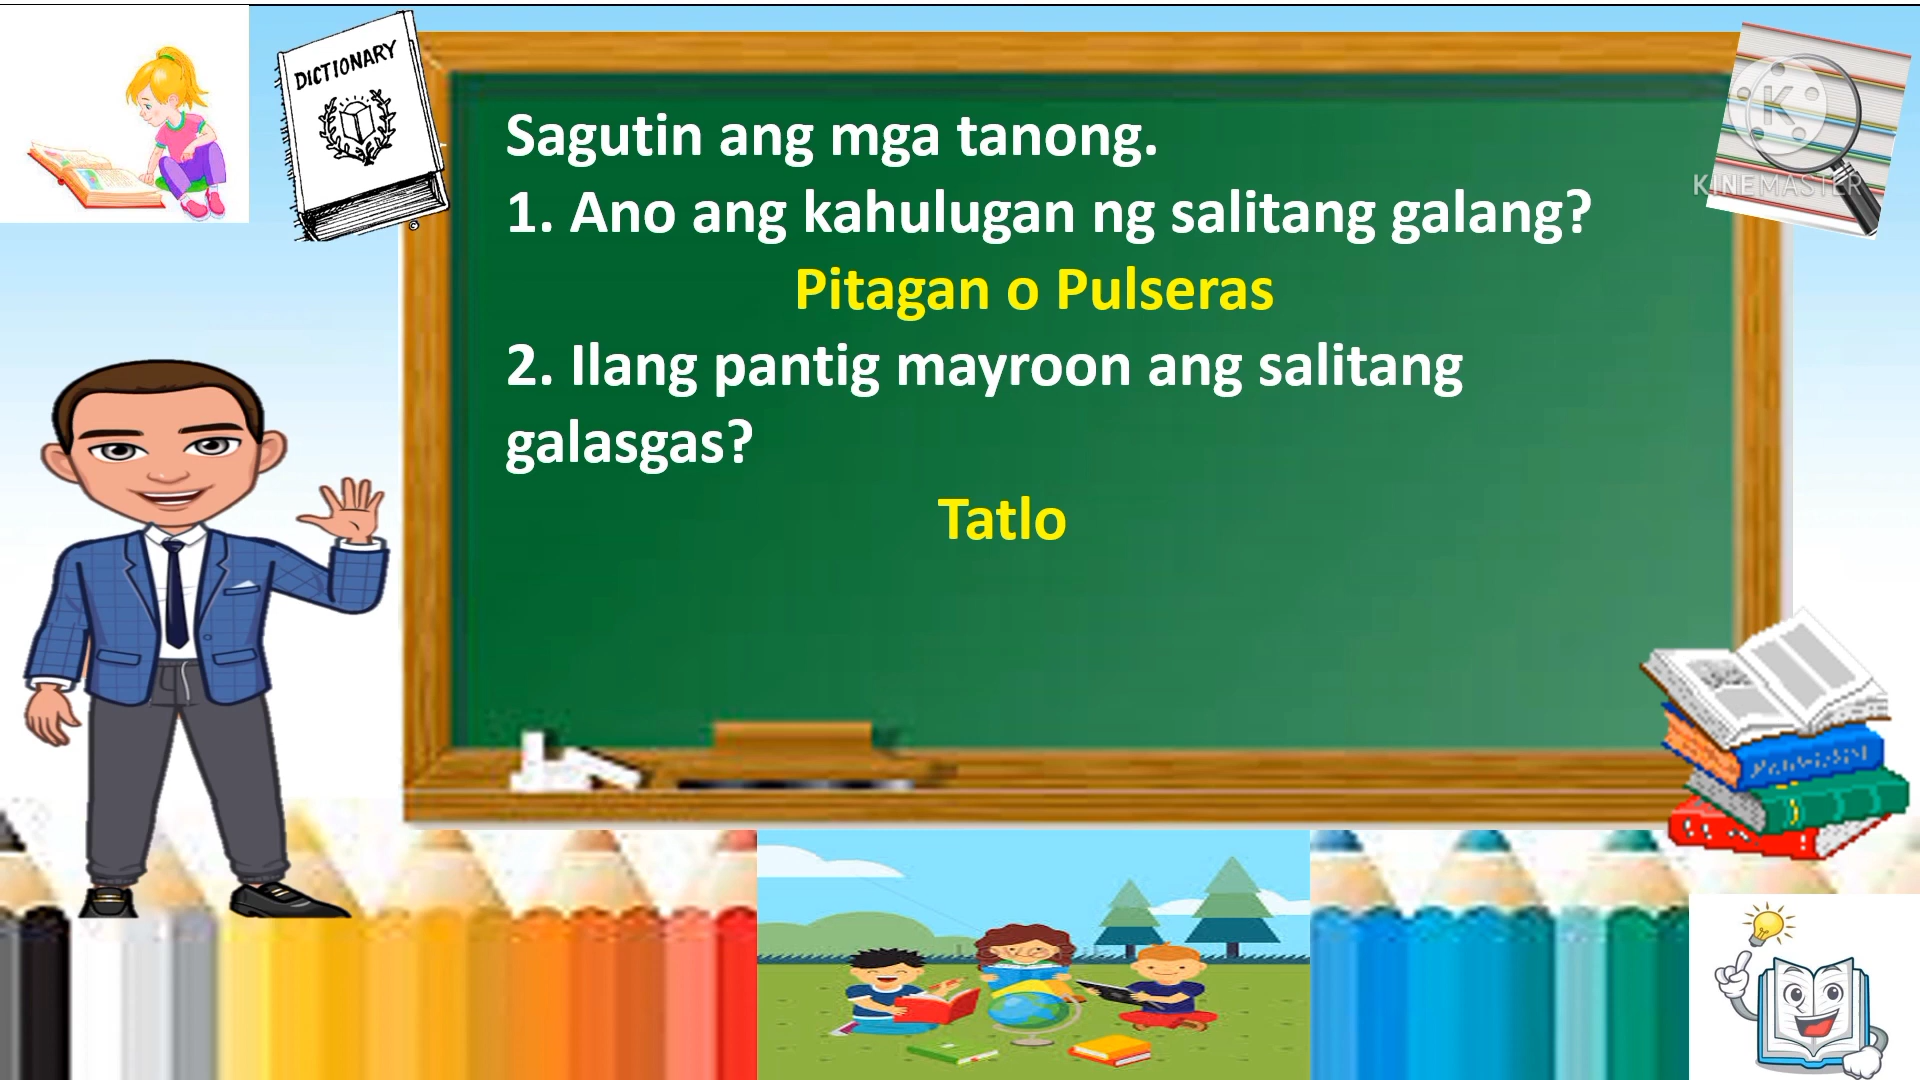 DICTIONARY
K
KINEMASTER
Sagutin ang mga tanong.
1. Ano ang kahulugan ng salitang galang?
Pitagan o Pulseras
2. Ilang pantig mayroon ang salitang
galasgas?
Tatlo